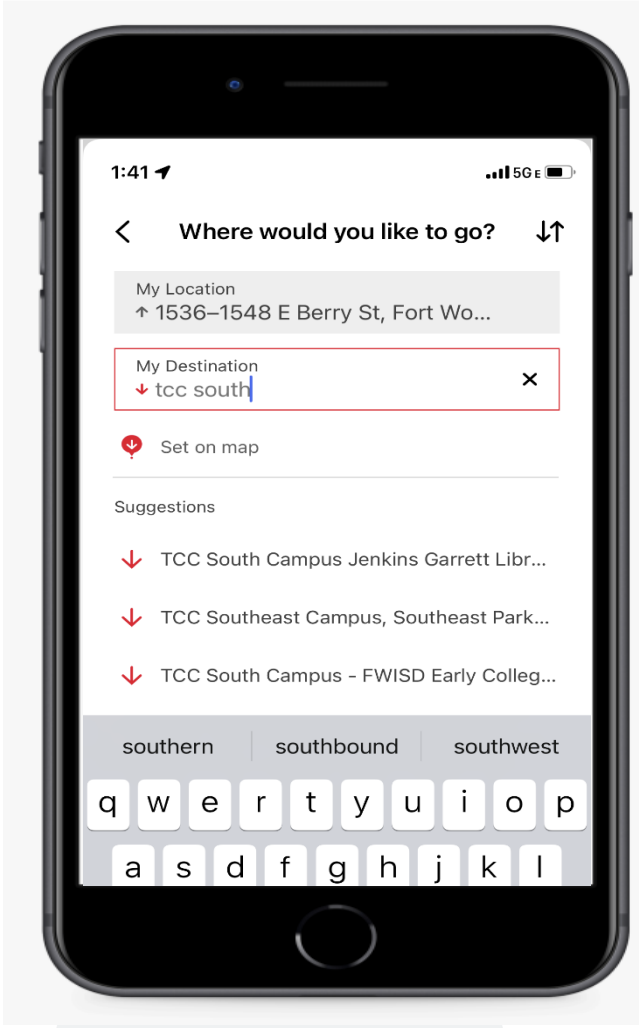 1:41 5G E
Where would you like to go?
My Location
1536–1548 E Berry St, Fort Wo...
My Destination
tcc south
Set on map
Suggestions
TCC South Campus Jenkins Garrett Libr...
TCC Southeast Campus, Southeast Park...
TCC South Campus - FWISD Early Colleg...
southern southbound southwest
q w e r t y u i o p
a s d f g h j k l